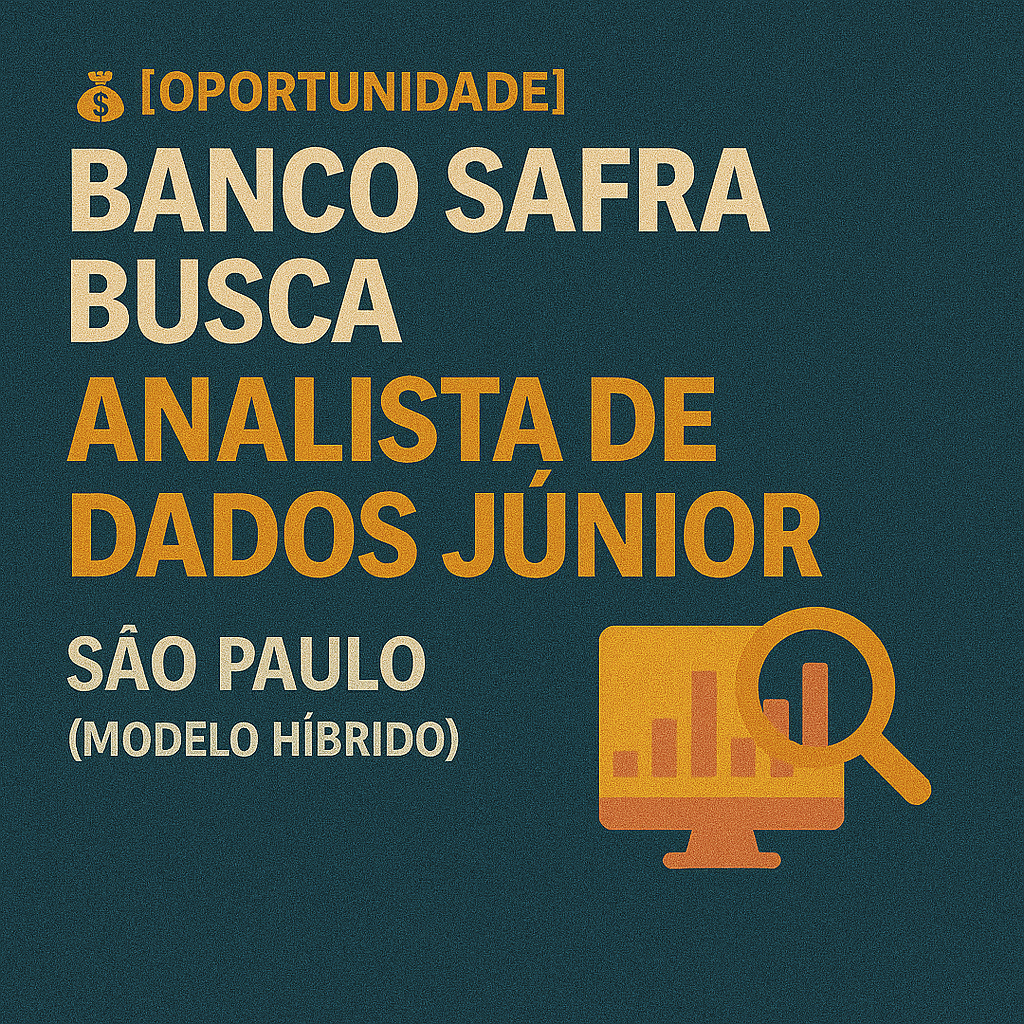 [OPORTUNIDADE]
BANCO SAFRA
BUSCA
ANALISTA DE
DADOS JÚNIOR
SÂO PAULO
(MODELO HÍBRIDO)